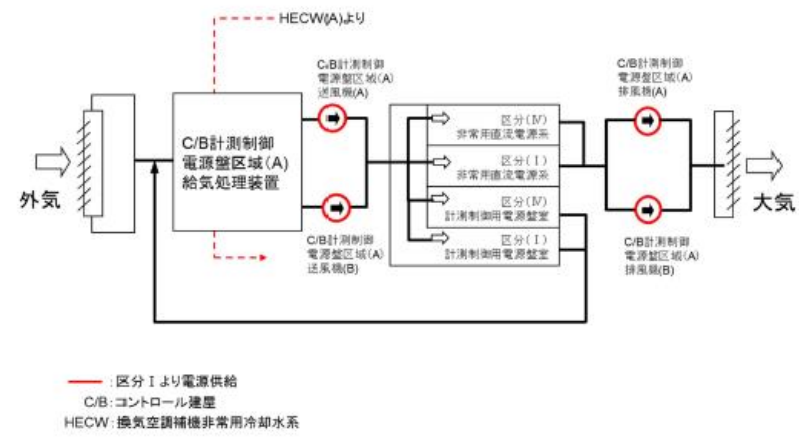 HECW(A)より
外気
C/B計測制御
電源盤区域(A)
給気処理装置
C/B計測制御
電源盤区域(A)
送風機(A)
C/B計測制御
電源盤区域(A)
送風機(B)
区分(Ⅳ)
非常用直流電源系
区分(Ⅰ)
非常用直流電源系
区分(Ⅳ)
計測制御用電源盤室
区分(Ⅰ)
計測制御用電源盤室
C/B計測制御
電源盤区域(A)
排風機(A)
C/B計測制御
電源盤区域(A)
排風機(B)
大気
:区分Ⅰより電源供給
C/B:コントロール建屋
HECW:換気空調補機非常用冷却水系